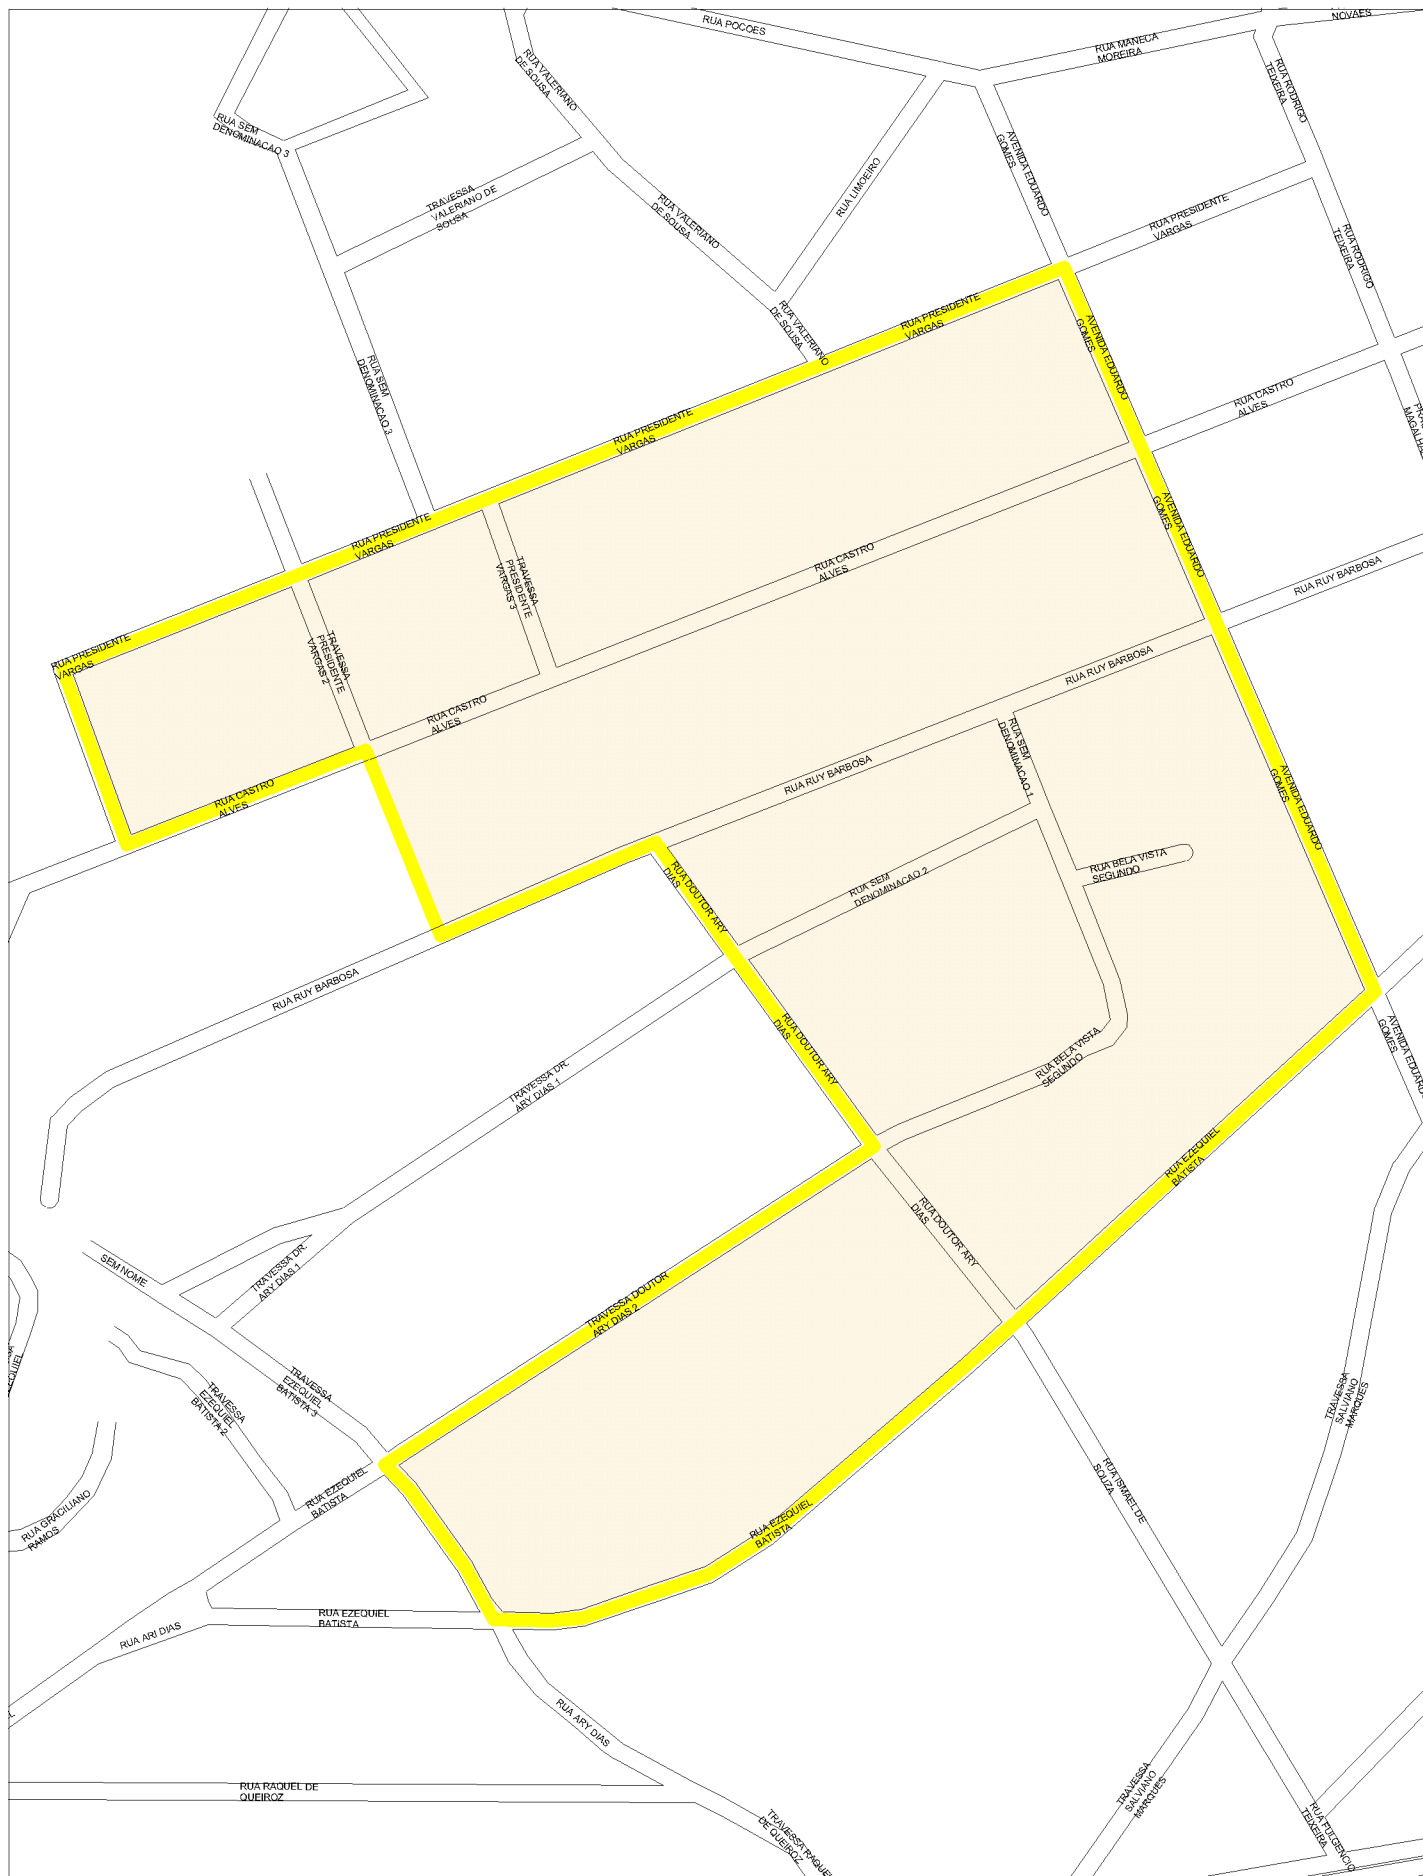 NOVAES
RUA POCOES
RUA MANECA
MOREIRA
RUA VALERIANO
DE SOUSA
RUA RODRIGO
TEIXEIRA
RUA SEM
DENOMINACAO 3
AVENIDA EDUARDO
GOMES
RUA LIMOEIRO
TRAVESSA
VALERIANO DE
SOUSA
RUA VALERIANO
DE SOUSA
RUA PRESIDENTE
VARGAS
RUA RODRIGO
TEIXEIRA
RUA PRESIDENTE
VARGAS
RUA VALERIANO
DE SOUSA
AVENIDA EDUARDO
GOMES
RUA SEM
DENOMINACAO 3
RUA CASTRO
ALVES
RUA PRESIDENTE
VARGAS
AVENIDA EDUARDO
GOMES
RUA PRESIDENTE
VARGAS
TRAVESSA
PRESIDENTE
VARGAS 3
RUA CASTRO
ALVES
RUA RUY BARBOSA
RUA PRESIDENTE
VARGAS
TRAVESSA
PRESIDENTE
VARGAS 2
RUA RUY BARBOSA
RUA CASTRO
ALVES
RUA SEM
DENOMINACAO 1
RUA RUY BARBOSA
RUA CASTRO
ALVES
AVENIDA EDUARDO
GOMES
RUA BELA VISTA
SEGUNDO
RUA DOUTOR ARY
DIAS
RUA SEM
DENOMINACAO 2
RUA RUY BARBOSA
RUA DOUTOR ARY
DIAS
AVENIDA EDUARDO
GOMES
RUA BELA VISTA
SEGUNDO
TRAVESSA DR.
ARY DIAS 1
RUA EZEQUIEL
BATISTA
RUA DOUTOR ARY
DIAS
SEM NOME
TRAVESSA DR.
ARY DIAS 1
TRAVESSA DOUTOR
ARY DIAS 2
TRAVESSA
EZEQUIEL
BATISTA 3
TRAVESSA
EZEQUIEL
BATISTA 2
TRAVESSA
SALVIANO
MARQUES
RUA EZEQUIEL
BATISTA
RUA ISMAEL DE
SOUZA
RUA GRACILIANO
RAMOS
RUA EZEQUIEL
BATISTA
RUA EZEQUIEL
BATISTA
RUA ARI DIAS
RUA ARY DIAS
RUA RAQUEL DE
QUEIROZ
TRAVESSA
SALVIANO
MARQUES
TRAVESSA RAQUE
DE QUEIROZ
RUA FULGENCIO
TEIXEIRA